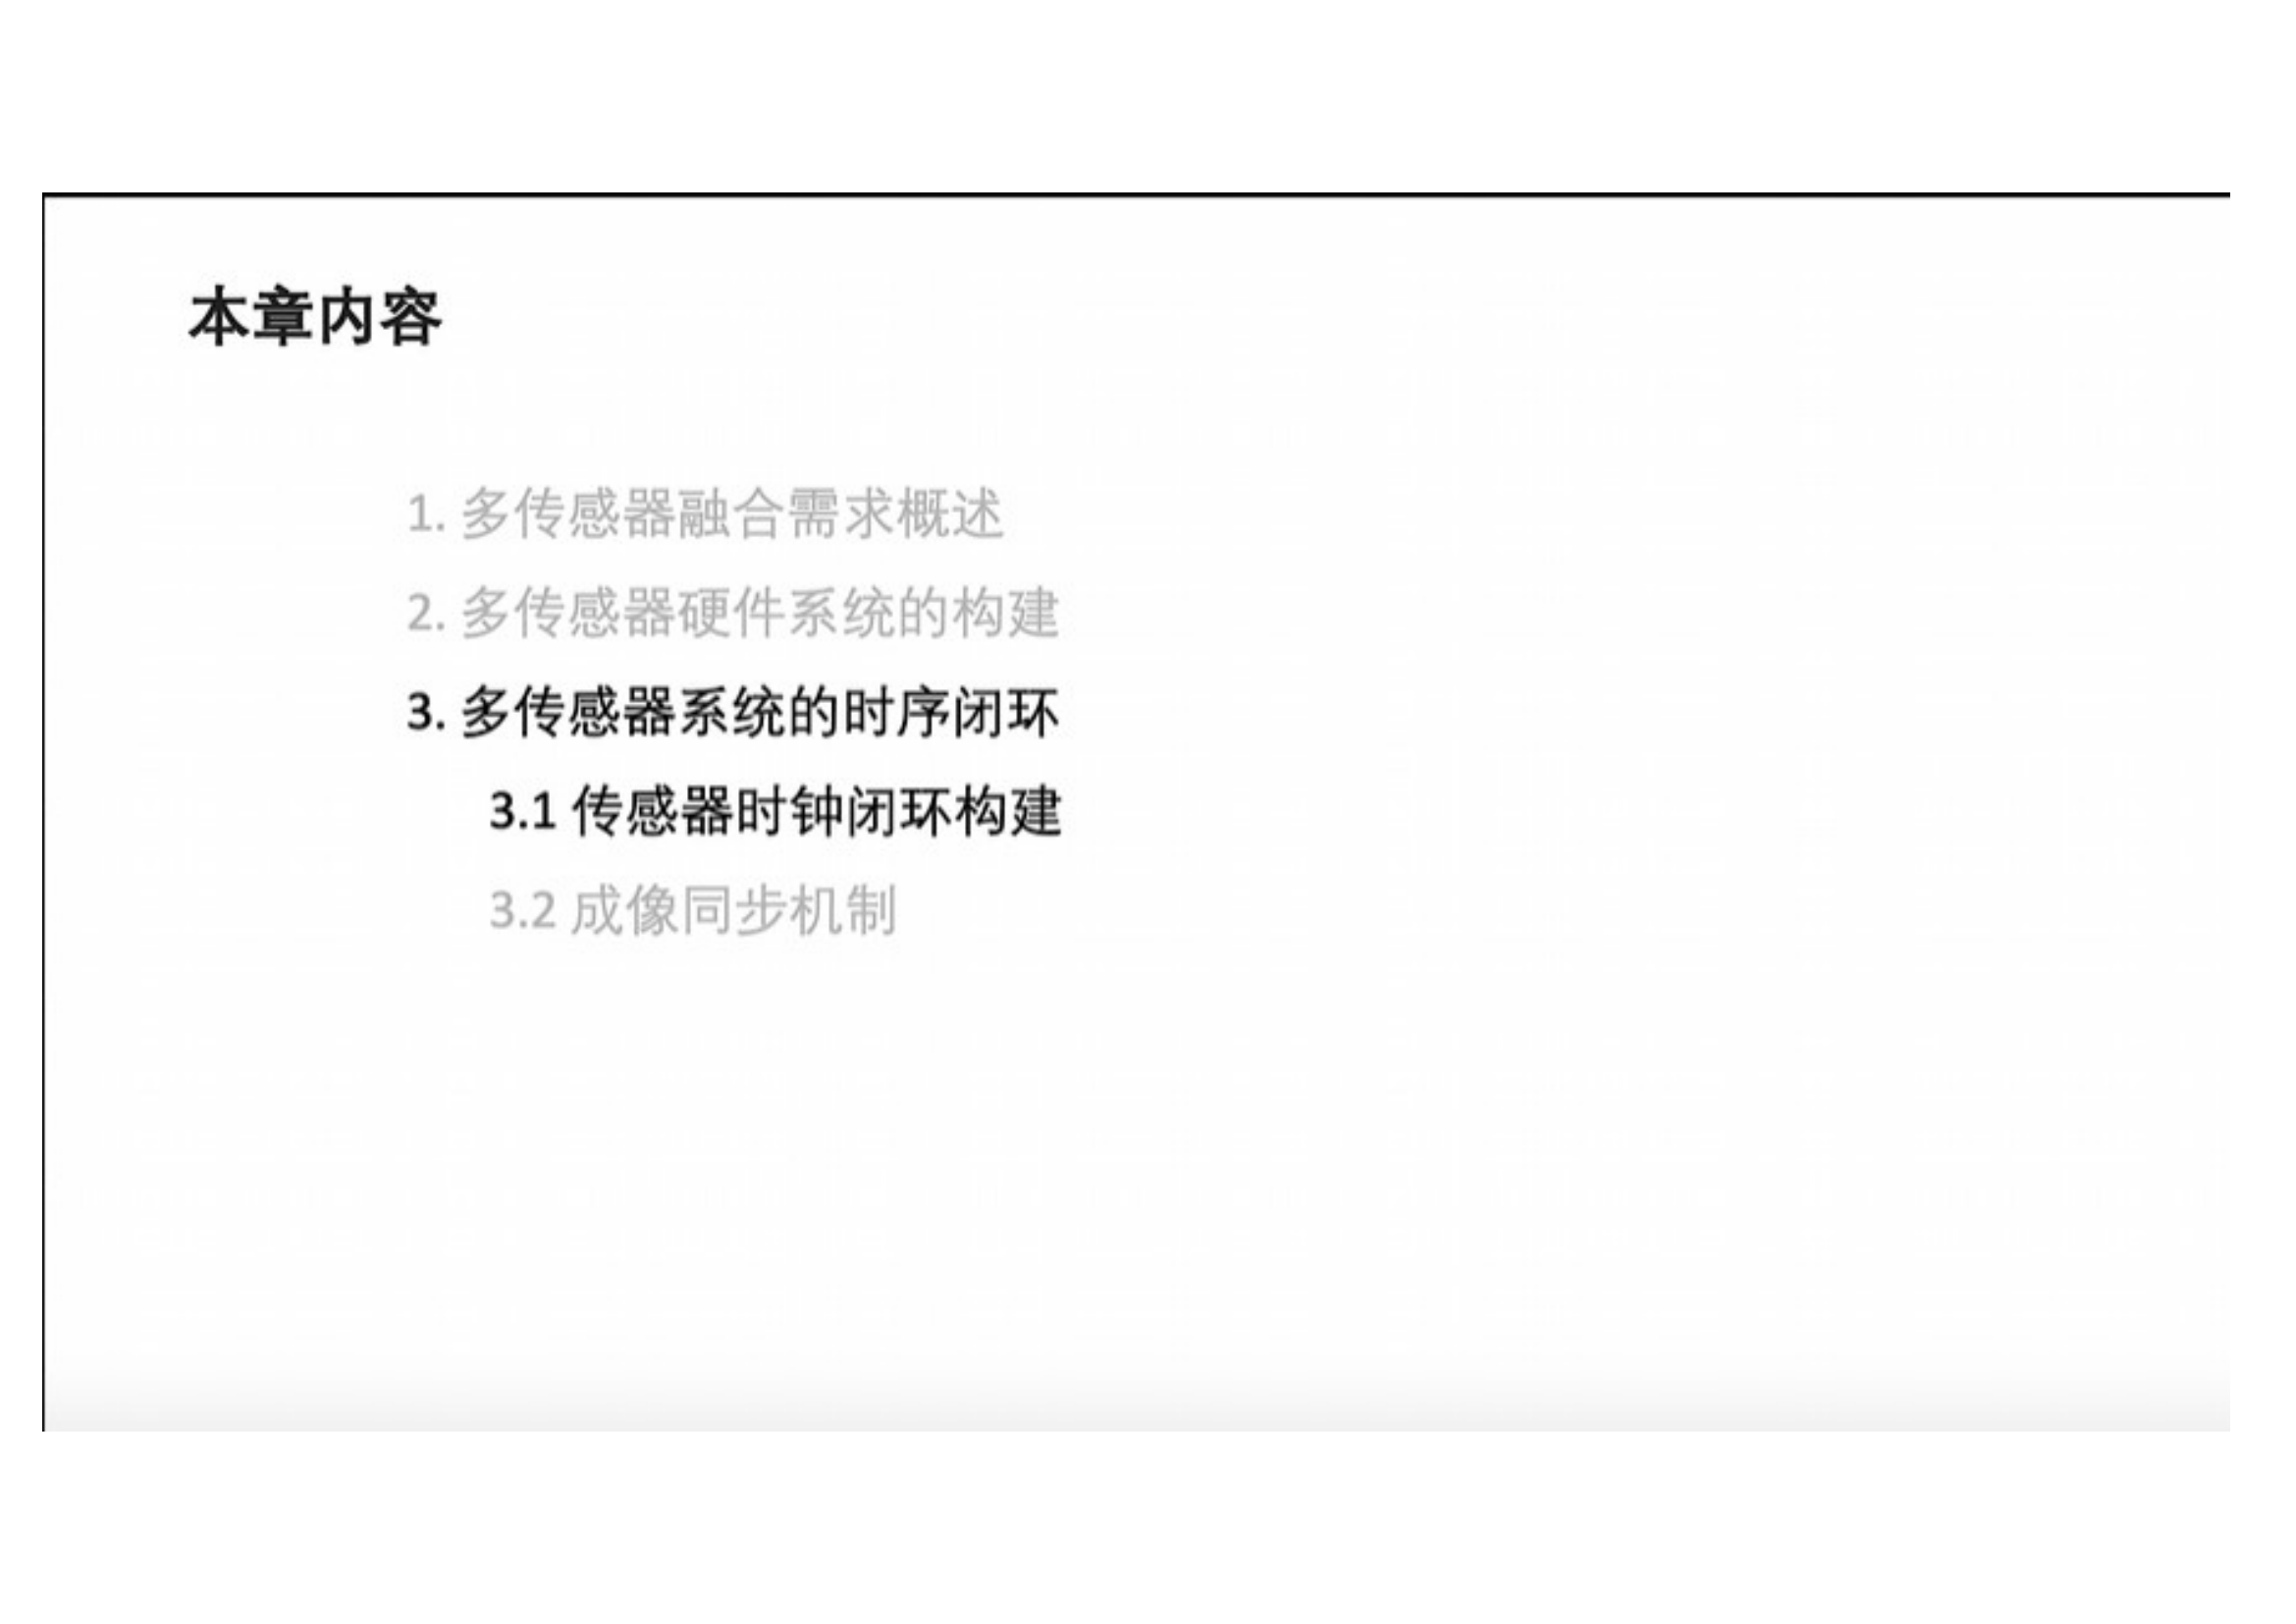 本章内容
1. 多传感器融合需求概述
2. 多传感器硬件系统的构建
3. 多传感器系统的时序闭环
3.1 传感器时钟闭环构建
3.2 成像同步机制